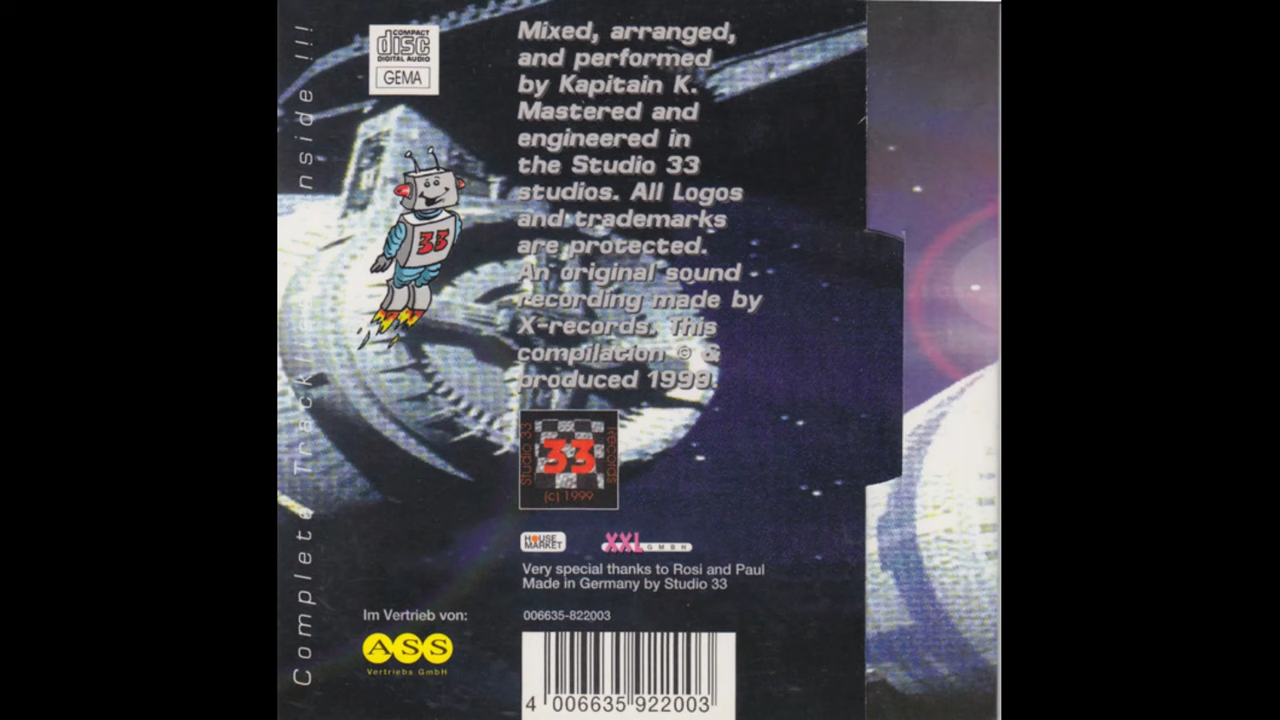 Complete Tracklist inside !!!
COMPACT
disc
DIGITAL AUDIO
GEMA
Mixed, arranged,
and performed
by Kapitain K.
Mastered and
engineered in
the Studio 33
studios. All Logos
and trademarks
are protected.
An original sound
recording made by
X-records. This
compilation © &
produced 1999.
33
Studio 33
33
records
(c) 1999
HOUSE
MARKET
XXL GMBH
Very special thanks to Rosi and Paul
Made in Germany by Studio 33
Im Vertrieb von:
ASS
Vertriebs GmbH
006635-822003
4 006635 922003